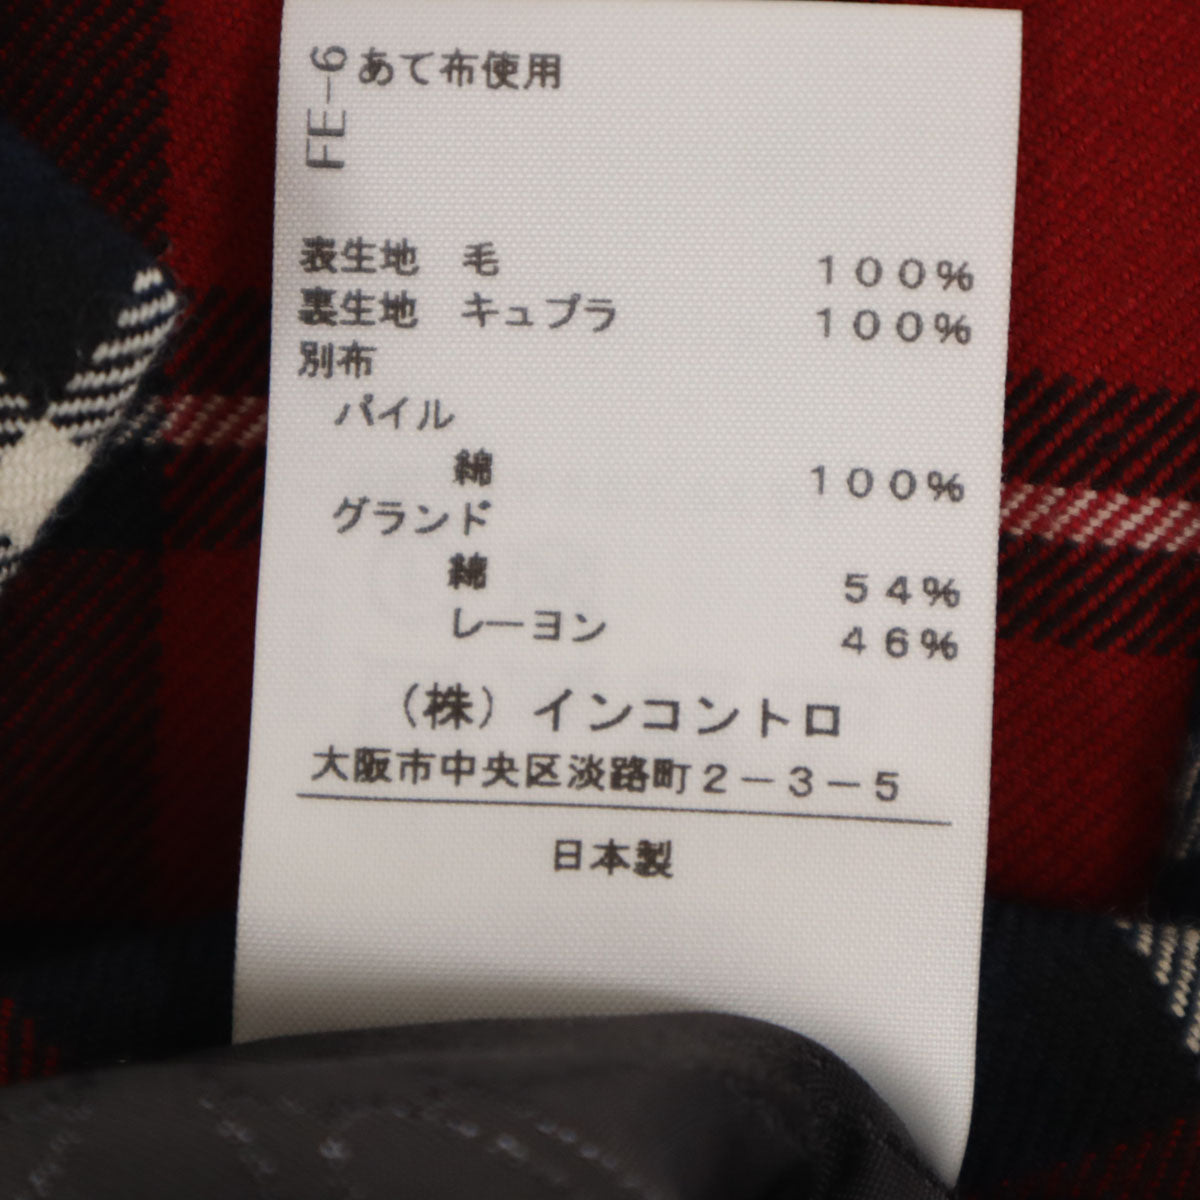 FE-6
あて布使用
表生地 毛 100%
裏生地 キュプラ 100%
別布
パイル
綿 100%
グランド
綿 54%
レーヨン 46%
(株)インコントロ
大阪市中央区淡路町2-3-5
日本製